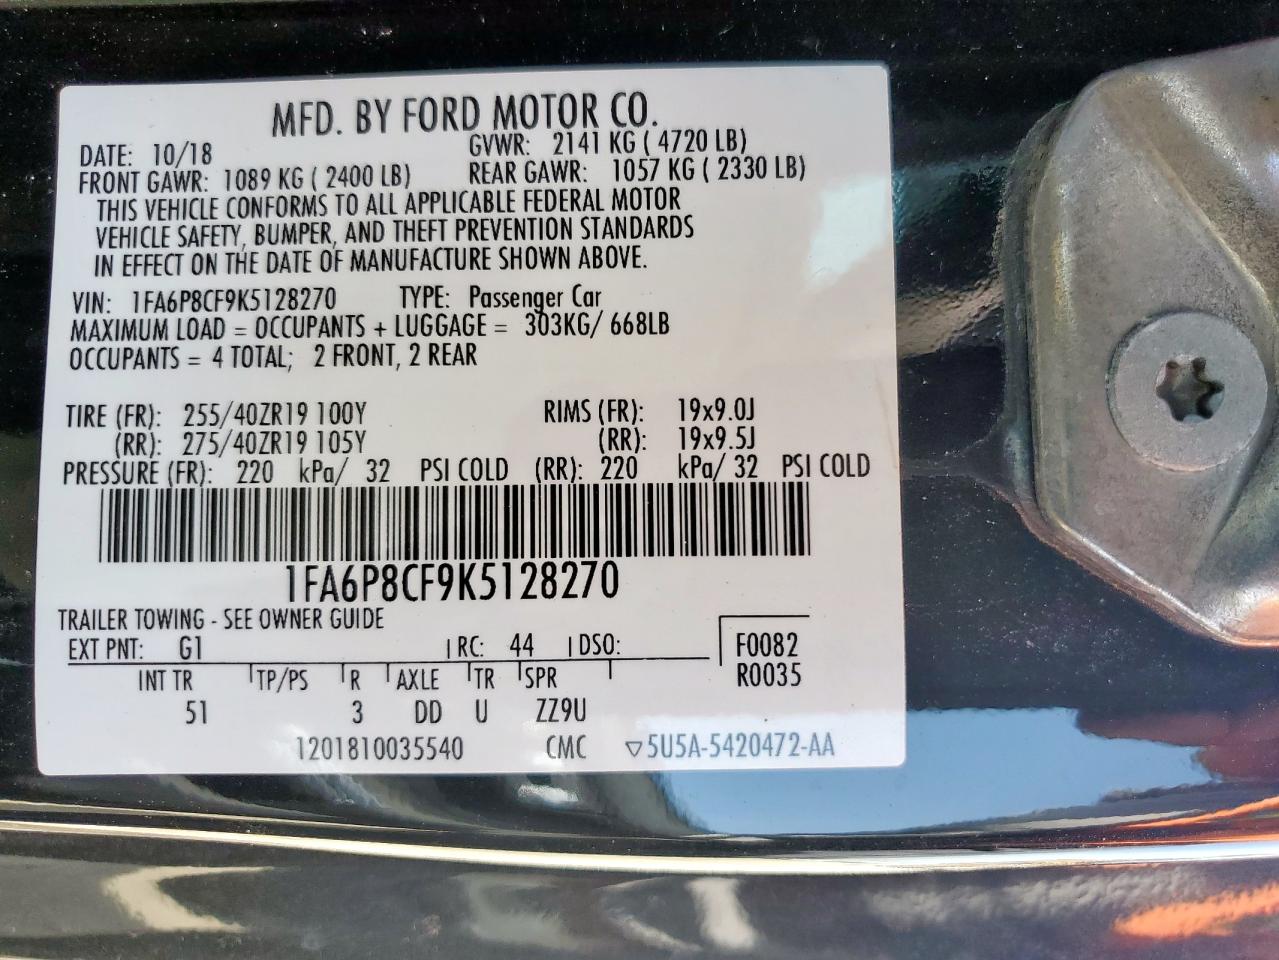 MFD. BY FORD MOTOR CO.
DATE: 10/18 GVWR: 2141 KG ( 4720 LB)
FRONT GAWR: 1089 KG ( 2400 LB) REAR GAWR: 1057 KG ( 2330 LB)
THIS VEHICLE CONFORMS TO ALL APPLICABLE FEDERAL MOTOR
VEHICLE SAFETY, BUMPER, AND THEFT PREVENTION STANDARDS
IN EFFECT ON THE DATE OF MANUFACTURE SHOWN ABOVE.
VIN: 1FA6P8CF9K5128270 TYPE: Passenger Car
MAXIMUM LOAD = OCCUPANTS + LUGGAGE = 303KG/ 668LB
OCCUPANTS = 4 TOTAL; 2 FRONT, 2 REAR
TIRE (FR): 255/40ZR19 100Y RIMS (FR): 19x9.0J
(RR): 275/40ZR19 105Y (RR): 19x9.5J
PRESSURE (FR): 220 kPa/ 32 PSI COLD (RR): 220 kPa/ 32 PSI COLD
1FA6P8CF9K5128270
TRAILER TOWING - SEE OWNER GUIDE
EXT PNT: G1 RC: 44 DSO: F0082
INT TR TP/PS R AXLE TR SPR R0035
51 3 DD U ZZ9U
1201810035540 CMC ▽5U5A-5420472-AA